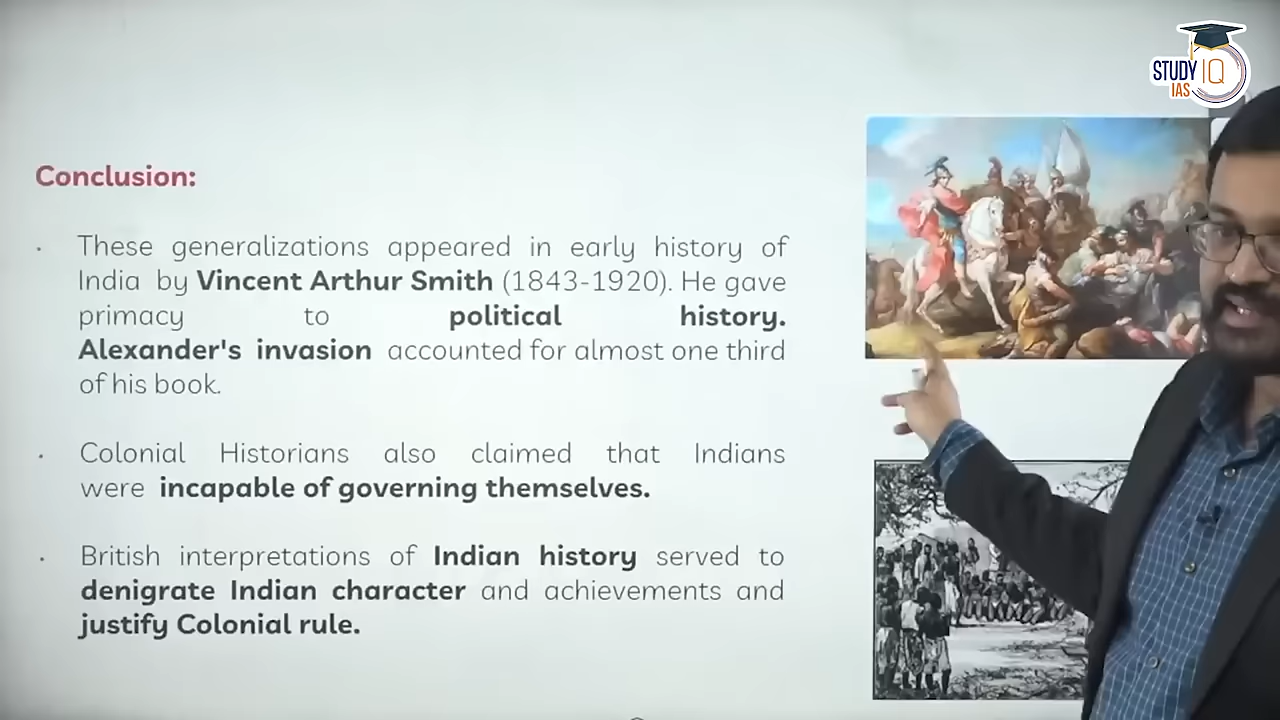 STUDY IQ
IAS
Conclusion:
· These generalizations appeared in early history of
India by Vincent Arthur Smith (1843-1920). He gave
primacy to political history.
Alexander's invasion accounted for almost one third
of his book.
· Colonial Historians also claimed that Indians
were incapable of governing themselves.
· British interpretations of Indian history served to
denigrate Indian character and achievements and
justify Colonial rule.